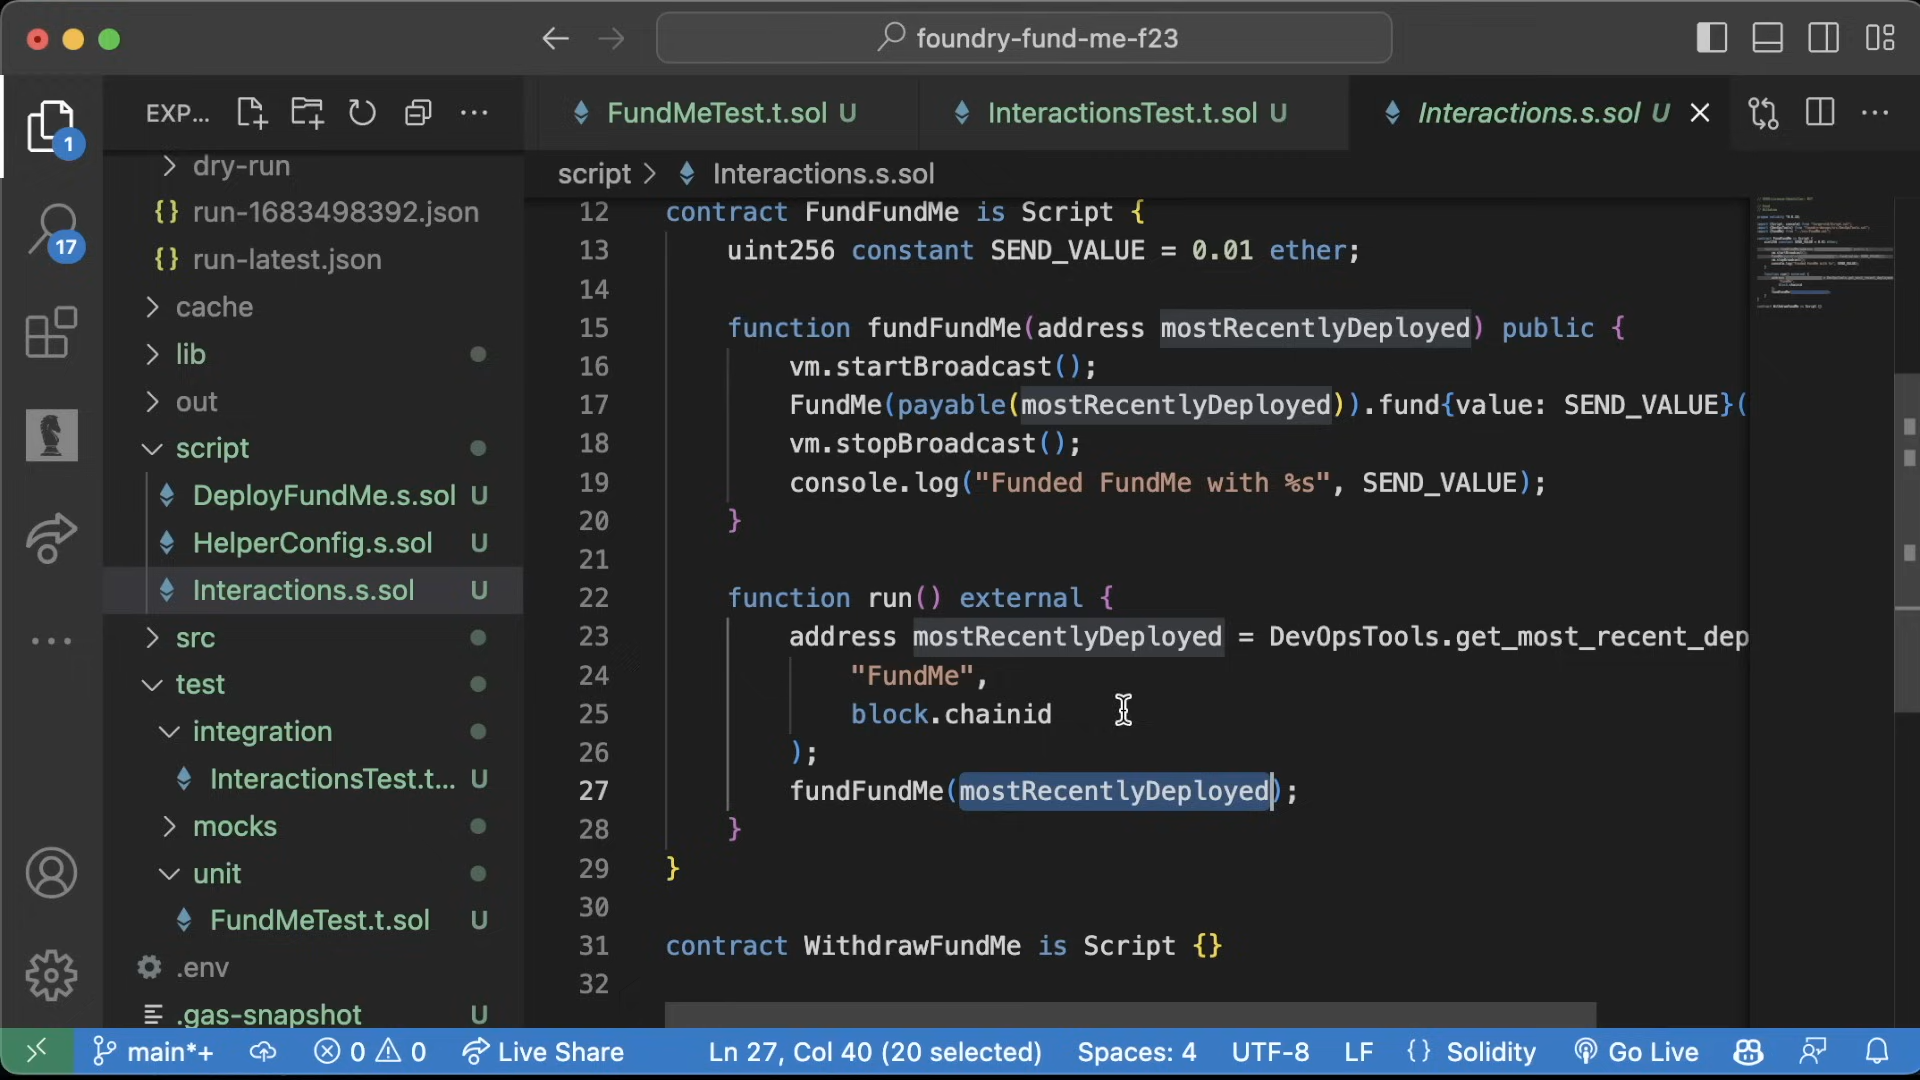 foundry-fund-me-f23
EXP...
FundMeTest.t.sol U
InteractionsTest.t.sol U
Interactions.s.sol U
script > Interactions.s.sol
1
17
dry-run
{} run-1683498392.json
{} run-latest.json
cache
lib
out
script
DeployFundMe.s.sol U
HelperConfig.s.sol U
Interactions.s.sol U
src
test
integration
InteractionsTest.t... U
mocks
unit
FundMeTest.t.sol U
.env
.gas-snapshot U
12 contract FundFundMe is Script {
13 uint256 constant SEND_VALUE = 0.01 ether;
14
15 function fundFundMe(address mostRecentlyDeployed) public {
16 vm.startBroadcast();
17 FundMe(payable(mostRecentlyDeployed)).fund{value: SEND_VALUE}(
18 vm.stopBroadcast();
19 console.log("Funded FundMe with %s", SEND_VALUE);
20 }
21
22 function run() external {
23 address mostRecentlyDeployed = DevOpsTools.get_most_recent_dep
24 "FundMe",
25 block.chainid
26 );
27 fundFundMe(mostRecentlyDeployed);
28 }
29 }
30
31 contract WithdrawFundMe is Script {}
32
main*+ 0 0 Live Share Ln 27, Col 40 (20 selected) Spaces: 4 UTF-8 LF {} Solidity Go Live